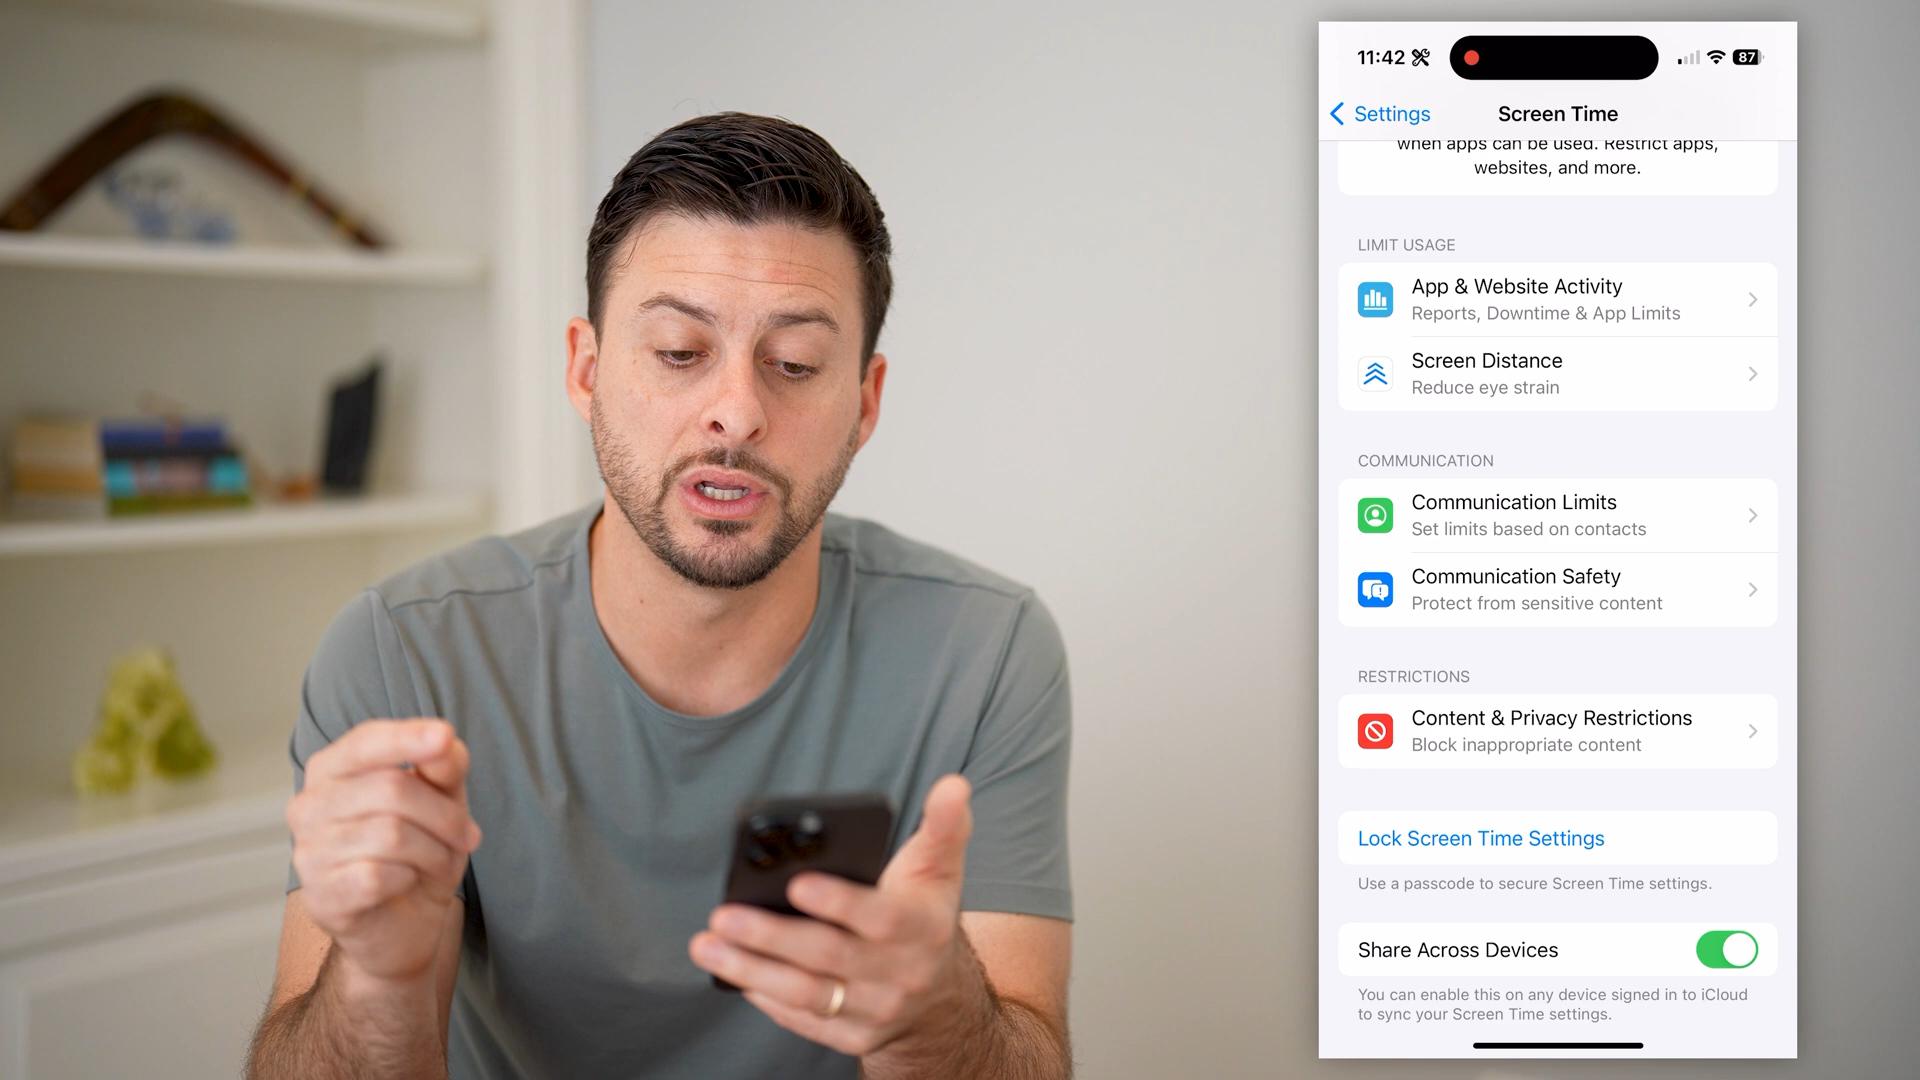 11:42
87
Settings
Screen Time
when apps can be used. Restrict apps,
websites, and more.
LIMIT USAGE
App & Website Activity
Reports, Downtime & App Limits
Screen Distance
Reduce eye strain
COMMUNICATION
Communication Limits
Set limits based on contacts
Communication Safety
Protect from sensitive content
RESTRICTIONS
Content & Privacy Restrictions
Block inappropriate content
Lock Screen Time Settings
Use a passcode to secure Screen Time settings.
Share Across Devices
You can enable this on any device signed in to iCloud
to sync your Screen Time settings.